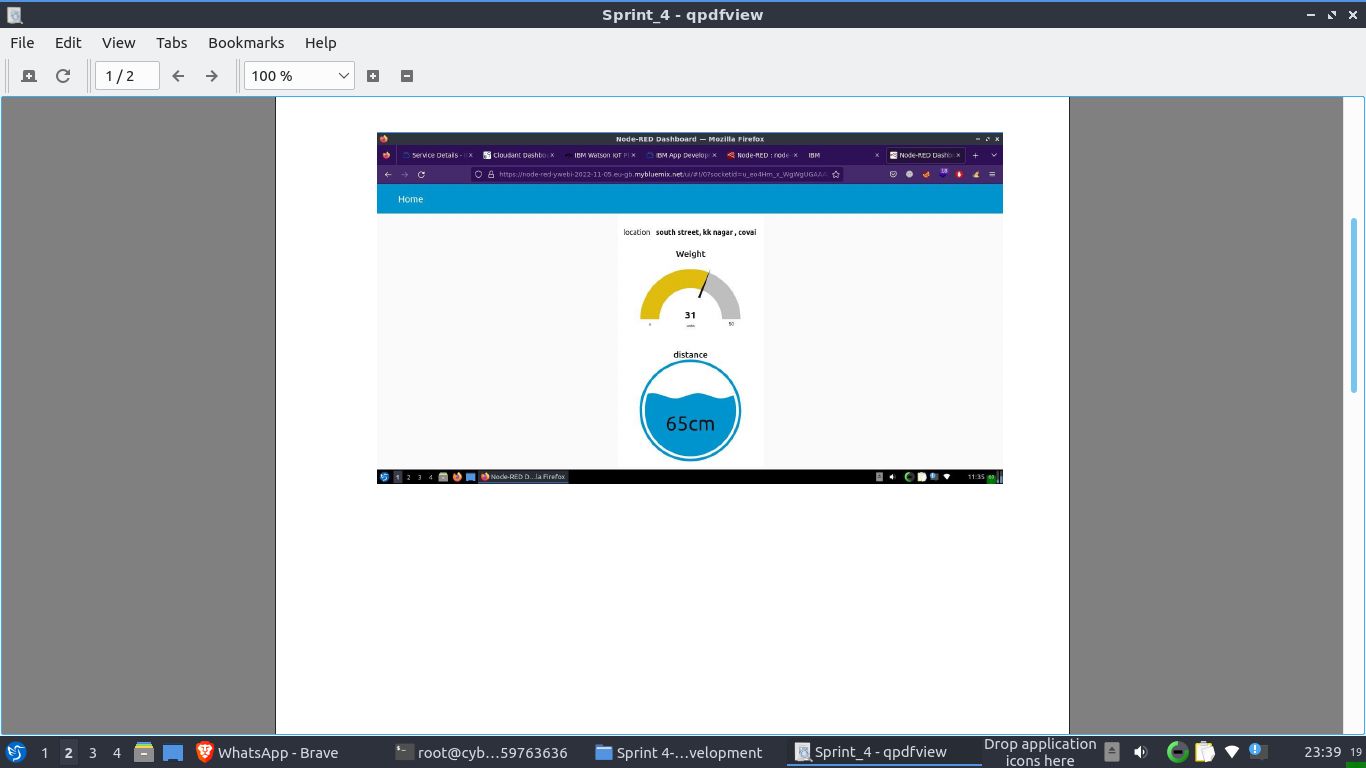 Sprint_4 - qpdfview
File Edit View Tabs Bookmarks Help
1 / 2 100 %
Node-RED Dashboard — Mozilla Firefox
Service Details - Cloudant Dashbo IBM Watson IoT Pl IBM App Develop Node-RED : node- IBM Node-RED Dashb
https://node-red-ywebi-2022-11-05.eu-gb.mybluemix.net/ui/#!/0?socketid=u_eo4Hm_x_WgWgUGAAA
18
Home
location south street, kk nagar , covai
Weight
31
units
0 50
distance
65cm
1 2 3 4 Node-RED D...la Firefox 11:35
1 2 3 4 WhatsApp - Brave root@cyb...59763636 Sprint 4-...velopment Sprint_4 - qpdfview Drop application icons here 23:39 19